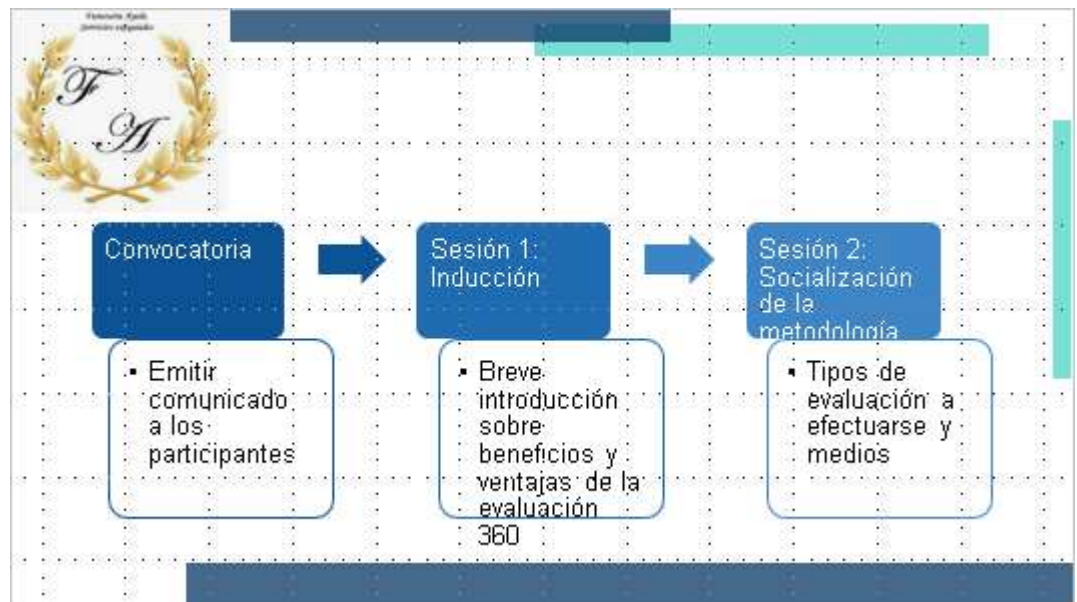 F
A
Convocatoria
Sesión 1:
Inducción
Sesión 2:
Socialización
de la
metodología
▪ Emitir
comunicado
a los
participantes
▪ Breve
introducción
sobre
beneficios y
ventajas de la
evaluación
360
▪ Tipos de
evaluación a
efectuarse y
medios